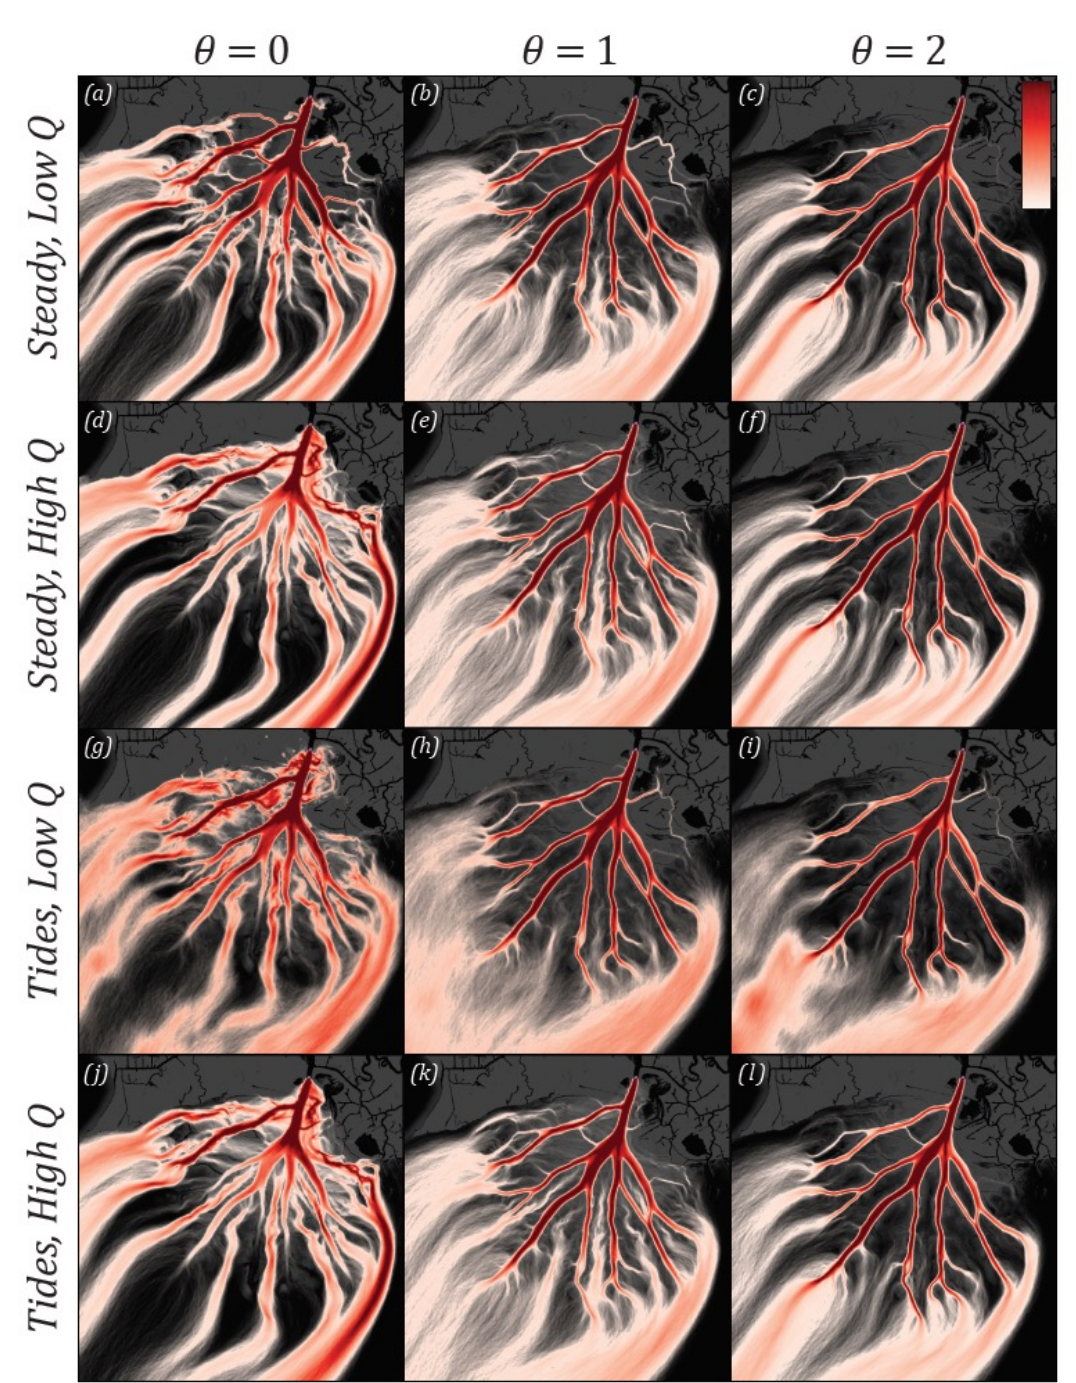 θ = 0 θ = 1 θ = 2
Steady, Low Q
(a) (b) (c)
Steady, High Q
(d) (e) (f)
Tides, Low Q
(g) (h) (i)
Tides, High Q
(j) (k) (l)